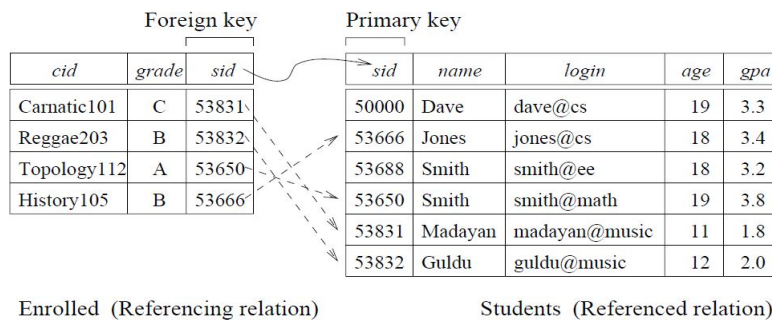 Foreign key Primary key
cid grade sid sid name login age gpa
Carnatic101 C 53831 50000 Dave dave@cs 19 3.3
Reggae203 B 53832 53666 Jones jones@cs 18 3.4
Topology112 A 53650 53688 Smith smith@ee 18 3.2
History105 B 53666 53650 Smith smith@math 19 3.8
53831 Madayan madayan@music 11 1.8
53832 Guldu guldu@music 12 2.0
Enrolled (Referencing relation) Students (Referenced relation)